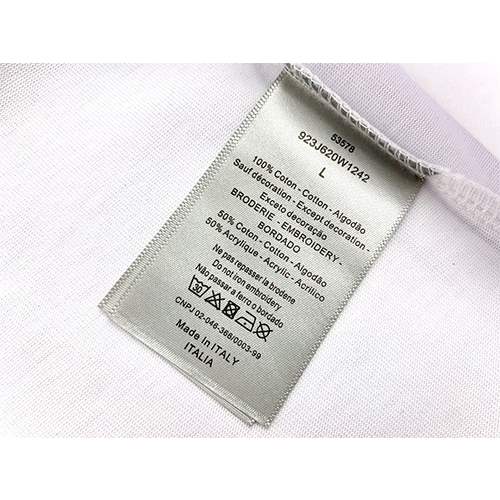 53578
923J620W1242
L
100% Coton - Cotton - Algodão
Sauf décoration - Except decoration -
Exceto decoração
BRODERIE - EMBROIDERY -
BORDADO
50% Coton - Cotton - Algodão
50% Acrylique - Acrylic - Acrílico
Ne pas repasser la broderie
Do not iron embroidery
Não passar a ferro o bordado
30
CNPJ 02-046-368/0003-99
Made In ITALY
ITALIA